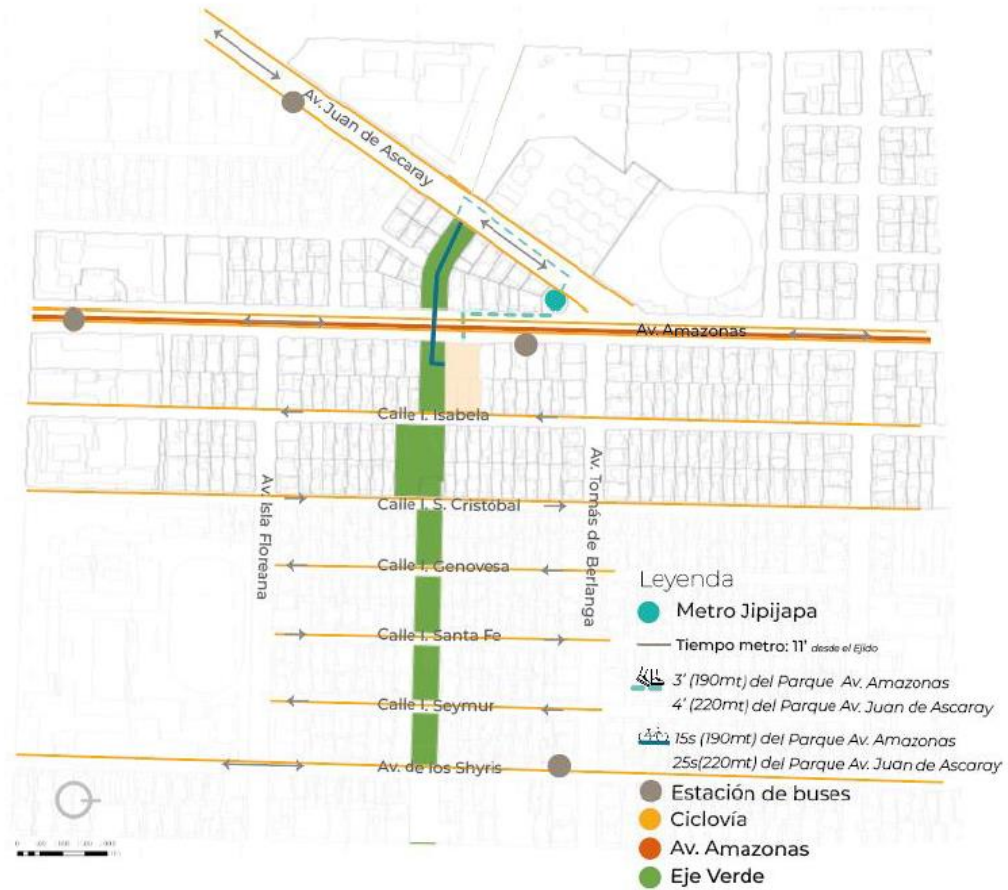 Av. Juan de Ascaray
Av. Amazonas
Calle I. Isabela
Calle I. S. Cristóbal
Av. Isla Floreana
Av. Tomás de Berlanga
Calle I. Genovesa
Calle I. Santa Fe
Calle I. Seymur
Av. de los Shyris
Leyenda
Metro Jipijapa
Tiempo metro: 11' desde el Ejido
3' (190mt) del Parque Av. Amazonas
4' (220mt) del Parque Av. Juan de Ascaray
15s (190mt) del Parque Av. Amazonas
25s(220mt) del Parque Av. Juan de Ascaray
Estación de buses
Ciclovía
Av. Amazonas
Eje Verde